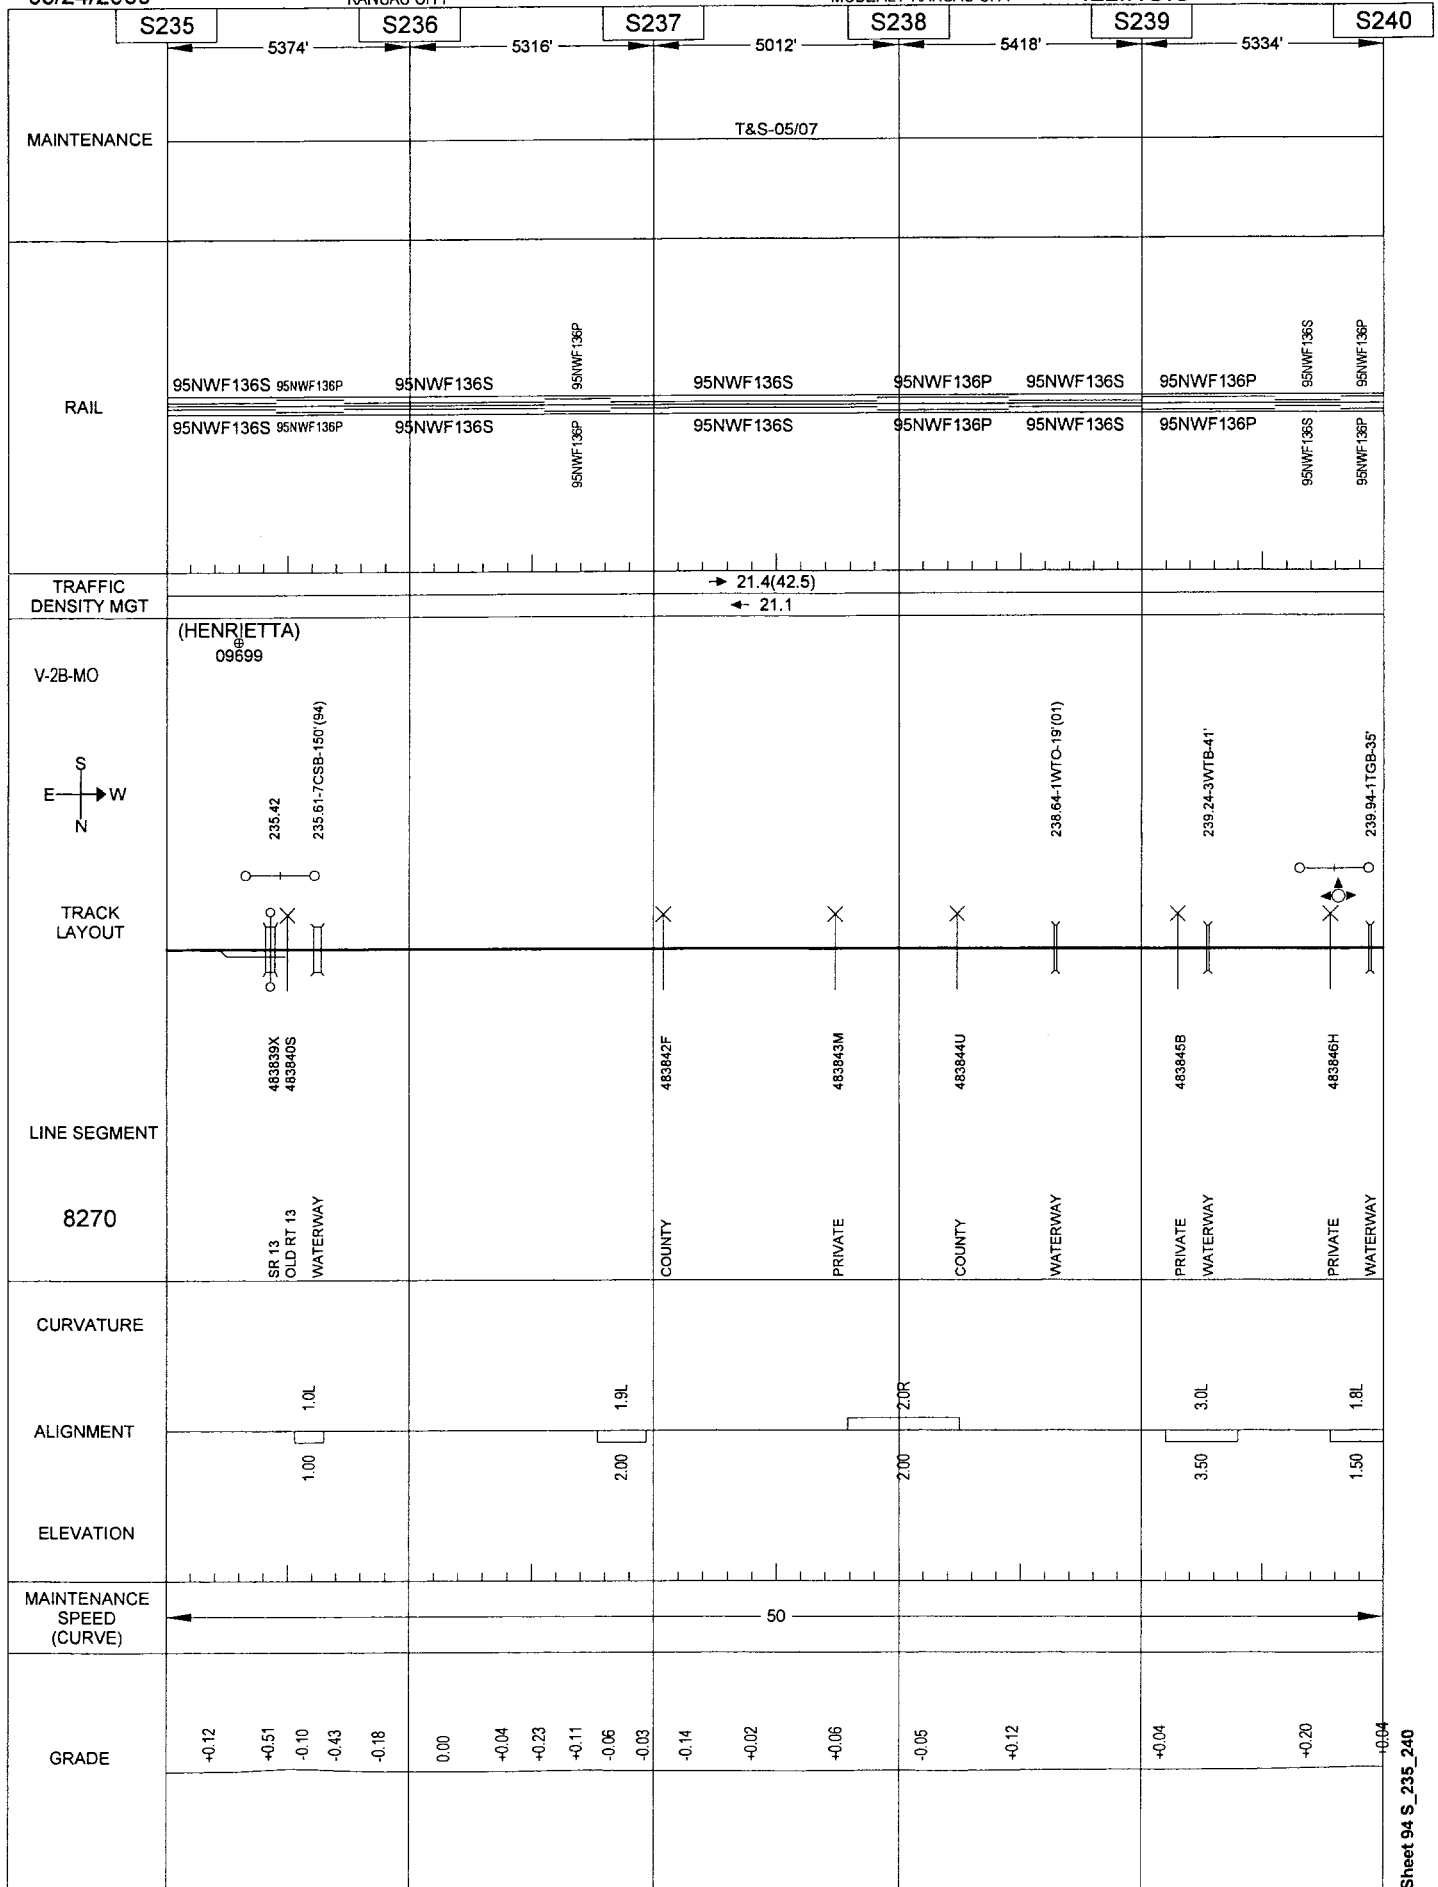 S235 S236 S237 S238 S239 S240
5374' 5316' 5012' 5418' 5334'
MAINTENANCE
T&S-05/07
95NWF136P 95NWF136S 95NWF136P
95NWF136S 95NWF136P 95NWF136S 95NWF136S 95NWF136P 95NWF136S 95NWF136P
RAIL
95NWF136S 95NWF136P 95NWF136S 95NWF136S 95NWF136P 95NWF136S 95NWF136P
95NWF136P 95NWF136S 95NWF136P
TRAFFIC
DENSITY MGT
21.4(42.5)
21.1
(HENRIETTA)
09699
V-2B-MO
S
E W
N
235.42
235.61-7CSB-150'(94)
238.64-1WTO-19'(01)
239.24-3WTB-41'
239.94-1TGB-35'
TRACK
LAYOUT
483839X
483840S
483842F
483843M
483844U
483845B
483846H
LINE SEGMENT
8270
SR 13
OLD RT 13
WATERWAY
COUNTY
PRIVATE
COUNTY
WATERWAY
PRIVATE
WATERWAY
PRIVATE
WATERWAY
CURVATURE
1.0L 1.9L 2.0R 3.0L 1.8L
ALIGNMENT
1.00 2.00 2.00 3.50 1.50
ELEVATION
MAINTENANCE
SPEED
(CURVE)
50
GRADE
+0.12 +0.51 -0.10 -0.43 -0.18 0.00 +0.04 +0.23 +0.11 -0.06 -0.03 -0.14 +0.02 +0.06 -0.05 +0.12 +0.04 +0.20 +0.04
Sheet 94 S_235_240